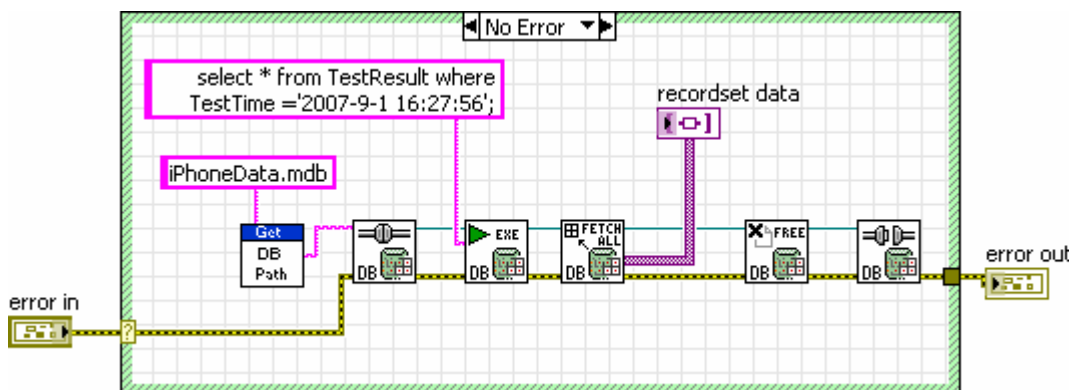 No Error
select * from TestResult where
TestTime ='2007-9-1 16:27:56';
recordset data
iPhoneData.mdb
Get
DB
Path
DB
EXE
DB
FETCH
ALL
DB
FREE
DB
DB
error in
?
error out